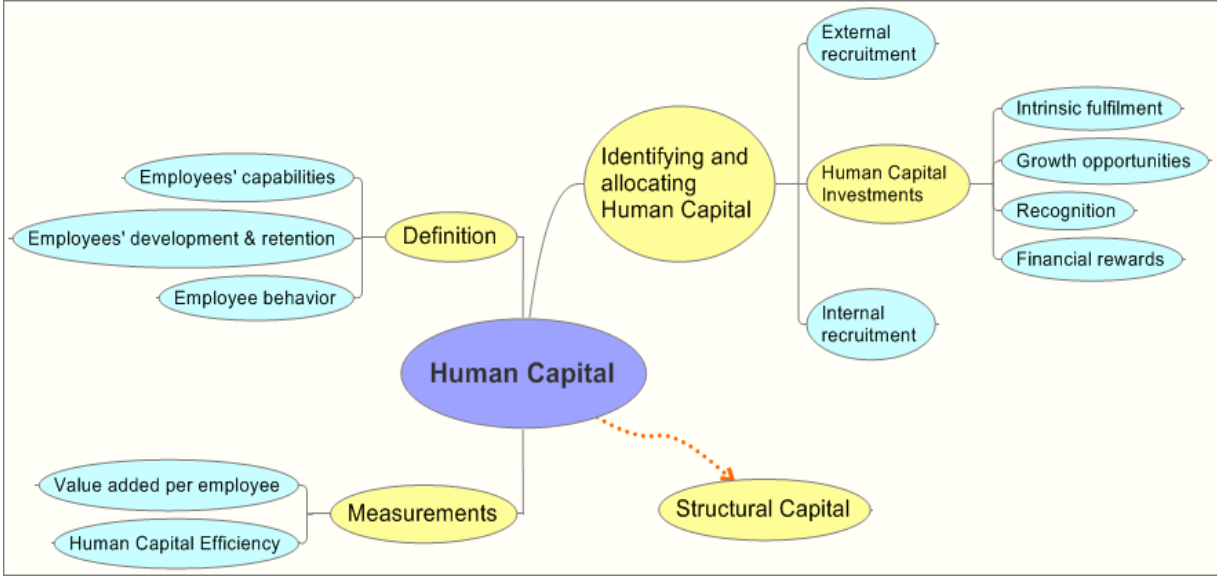 External
recruitment
Intrinsic fulfilment
Identifying and
allocating
Human Capital
Growth opportunities
Human Capital
Investments
Employees' capabilities
Recognition
Definition
Employees' development & retention
Financial rewards
Employee behavior
Internal
recruitment
Human Capital
Value added per employee
Measurements
Structural Capital
Human Capital Efficiency